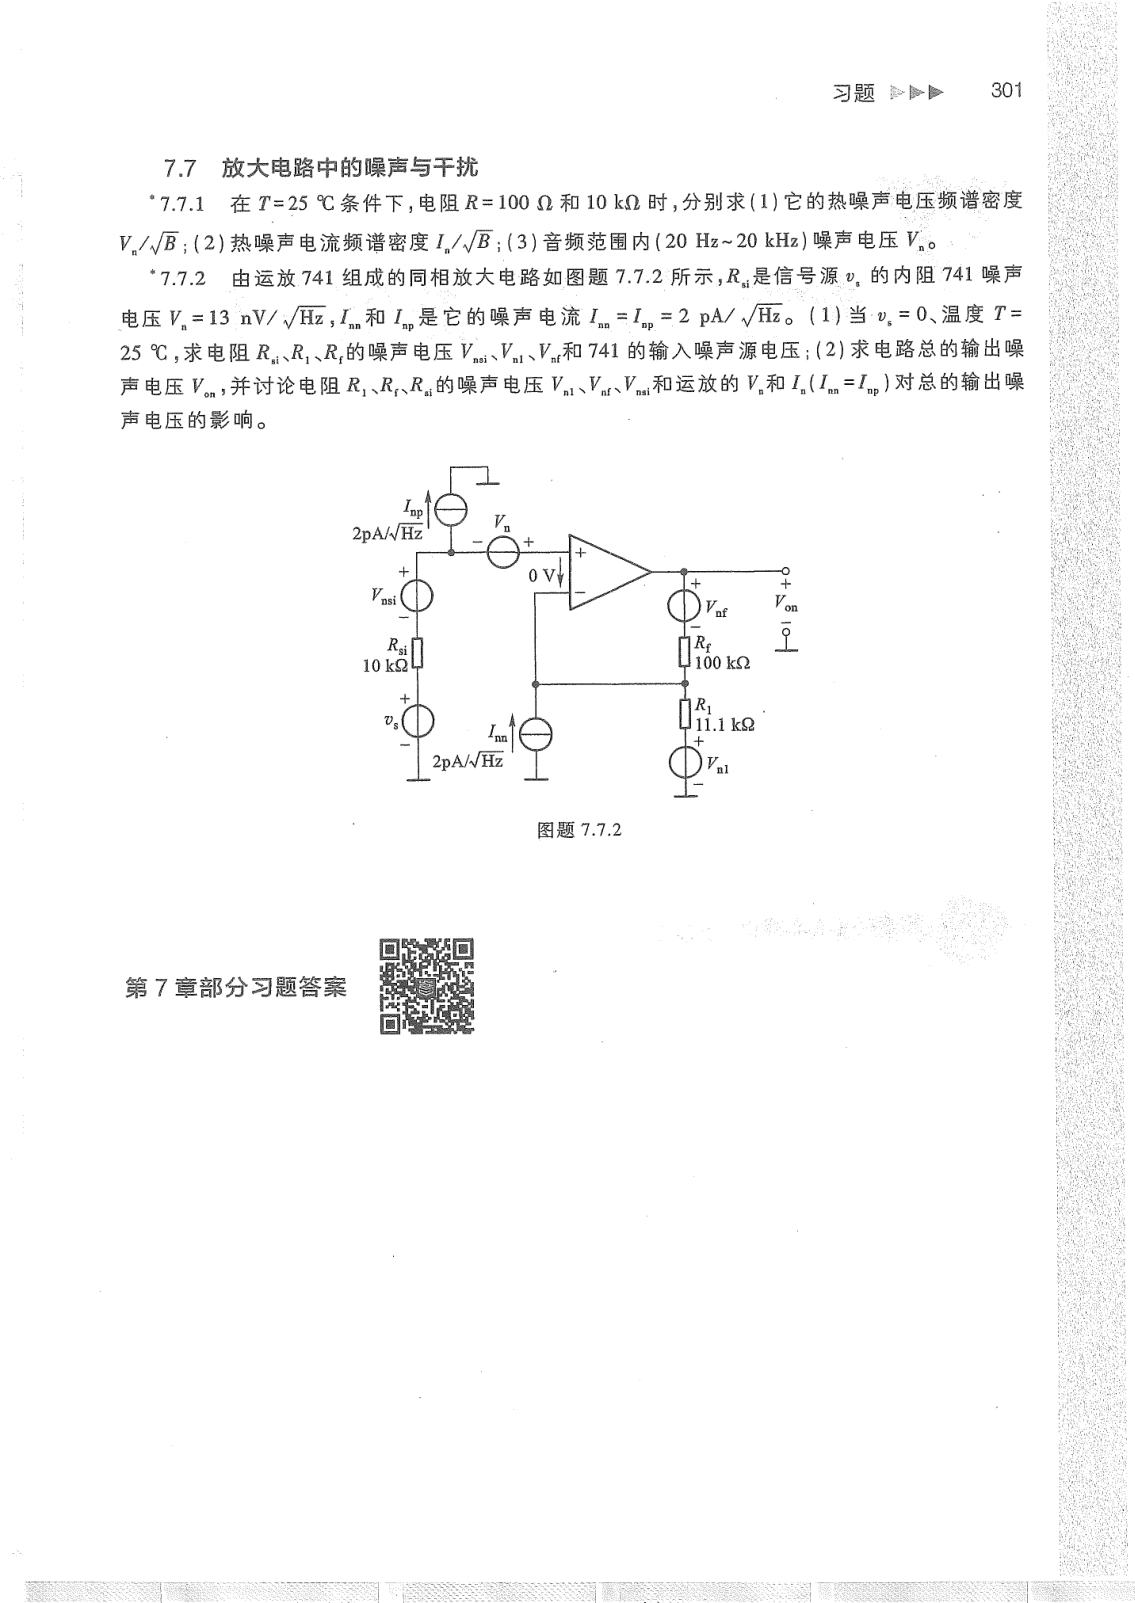 习题 301
7.7 放大电路中的噪声与干扰
*7.7.1 在 T=25 ℃条件下,电阻 R=100 Ω 和 10 kΩ 时,分别求(1)它的热噪声电压频谱密度
Vn/√B;(2)热噪声电流频谱密度 In/√B;(3)音频范围内(20 Hz~20 kHz)噪声电压 Vn。
*7.7.2 由运放 741 组成的同相放大电路如图题 7.7.2 所示,Rsi是信号源 vs 的内阻 741 噪声
电压 Vn=13 nV/√Hz,Inn 和 Inp 是它的噪声电流 Inn=Inp=2 pA/√Hz。(1)当 vs=0、温度 T=
25 ℃,求电阻 Rsi、R1、Rf的噪声电压 Vnsi、Vn1、Vnf和 741 的输入噪声源电压;(2)求电路总的输出噪
声电压 Von,并讨论电阻 R1、Rf、Rsi的噪声电压 Vn1、Vnf、Vnsi和运放的 Vn和 In(Inn=Inp)对总的输出噪
声电压的影响。
Inp
2pA/√Hz
Vn
- +
+
0 V
-
+
Vnsi
-
Rsi
10 kΩ
+
vs
-
Inn
2pA/√Hz
+
Vnf
-
Rf
100 kΩ
R1
11.1 kΩ
+
Vn1
-
+
Von
-
图题 7.7.2
第 7 章部分习题答案